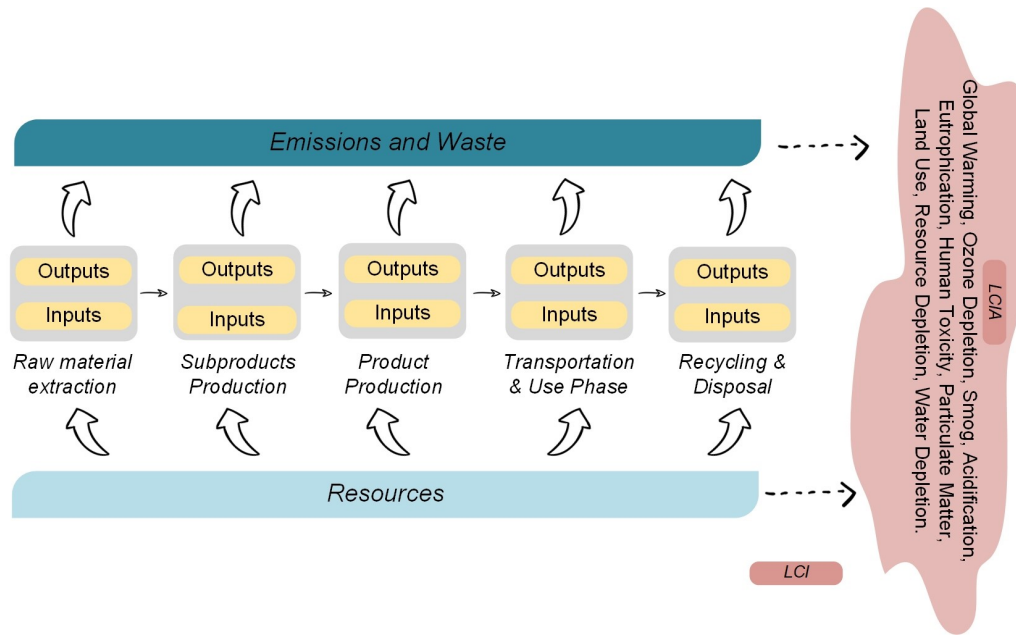 Emissions and Waste
Outputs
Inputs
Raw material
extraction
Outputs
Inputs
Subproducts
Production
Outputs
Inputs
Product
Production
Outputs
Inputs
Transportation
& Use Phase
Outputs
Inputs
Recycling &
Disposal
Resources
LCI
LCIA
Global Warming, Ozone Depletion, Smog, Acidification,
Eutrophication, Human Toxicity, Particulate Matter,
Land Use, Resource Depletion, Water Depletion.